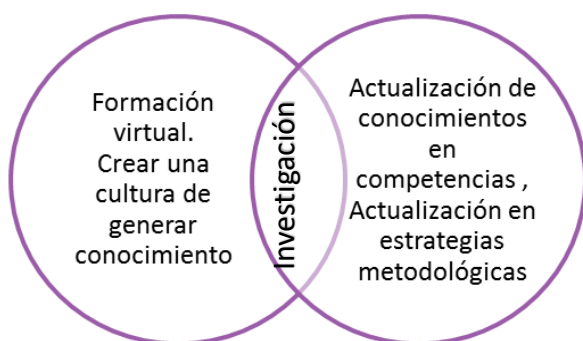 Formación
virtual.
Crear una
cultura de
generar
conocimiento
Investigación
Actualización de
conocimientos
en
competencias ,
Actualización en
estrategias
metodológicas